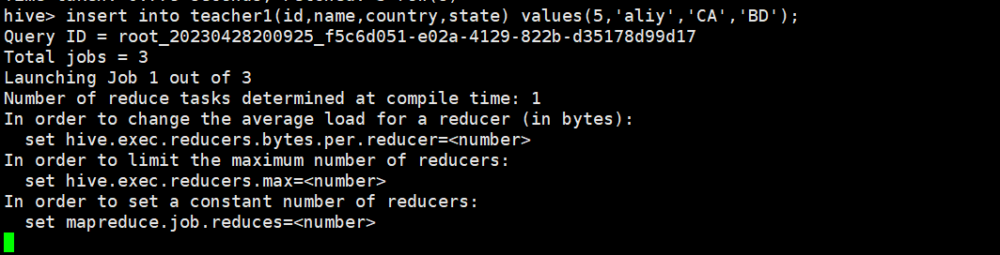 hive> insert into teacher1(id,name,country,state) values(5,'aliy','CA','BD');
Query ID = root_20230428200925_f5c6d051-e02a-4129-822b-d35178d99d17
Total jobs = 3
Launching Job 1 out of 3
Number of reduce tasks determined at compile time: 1
In order to change the average load for a reducer (in bytes):
  set hive.exec.reducers.bytes.per.reducer=<number>
In order to limit the maximum number of reducers:
  set hive.exec.reducers.max=<number>
In order to set a constant number of reducers:
  set mapreduce.job.reduces=<number>